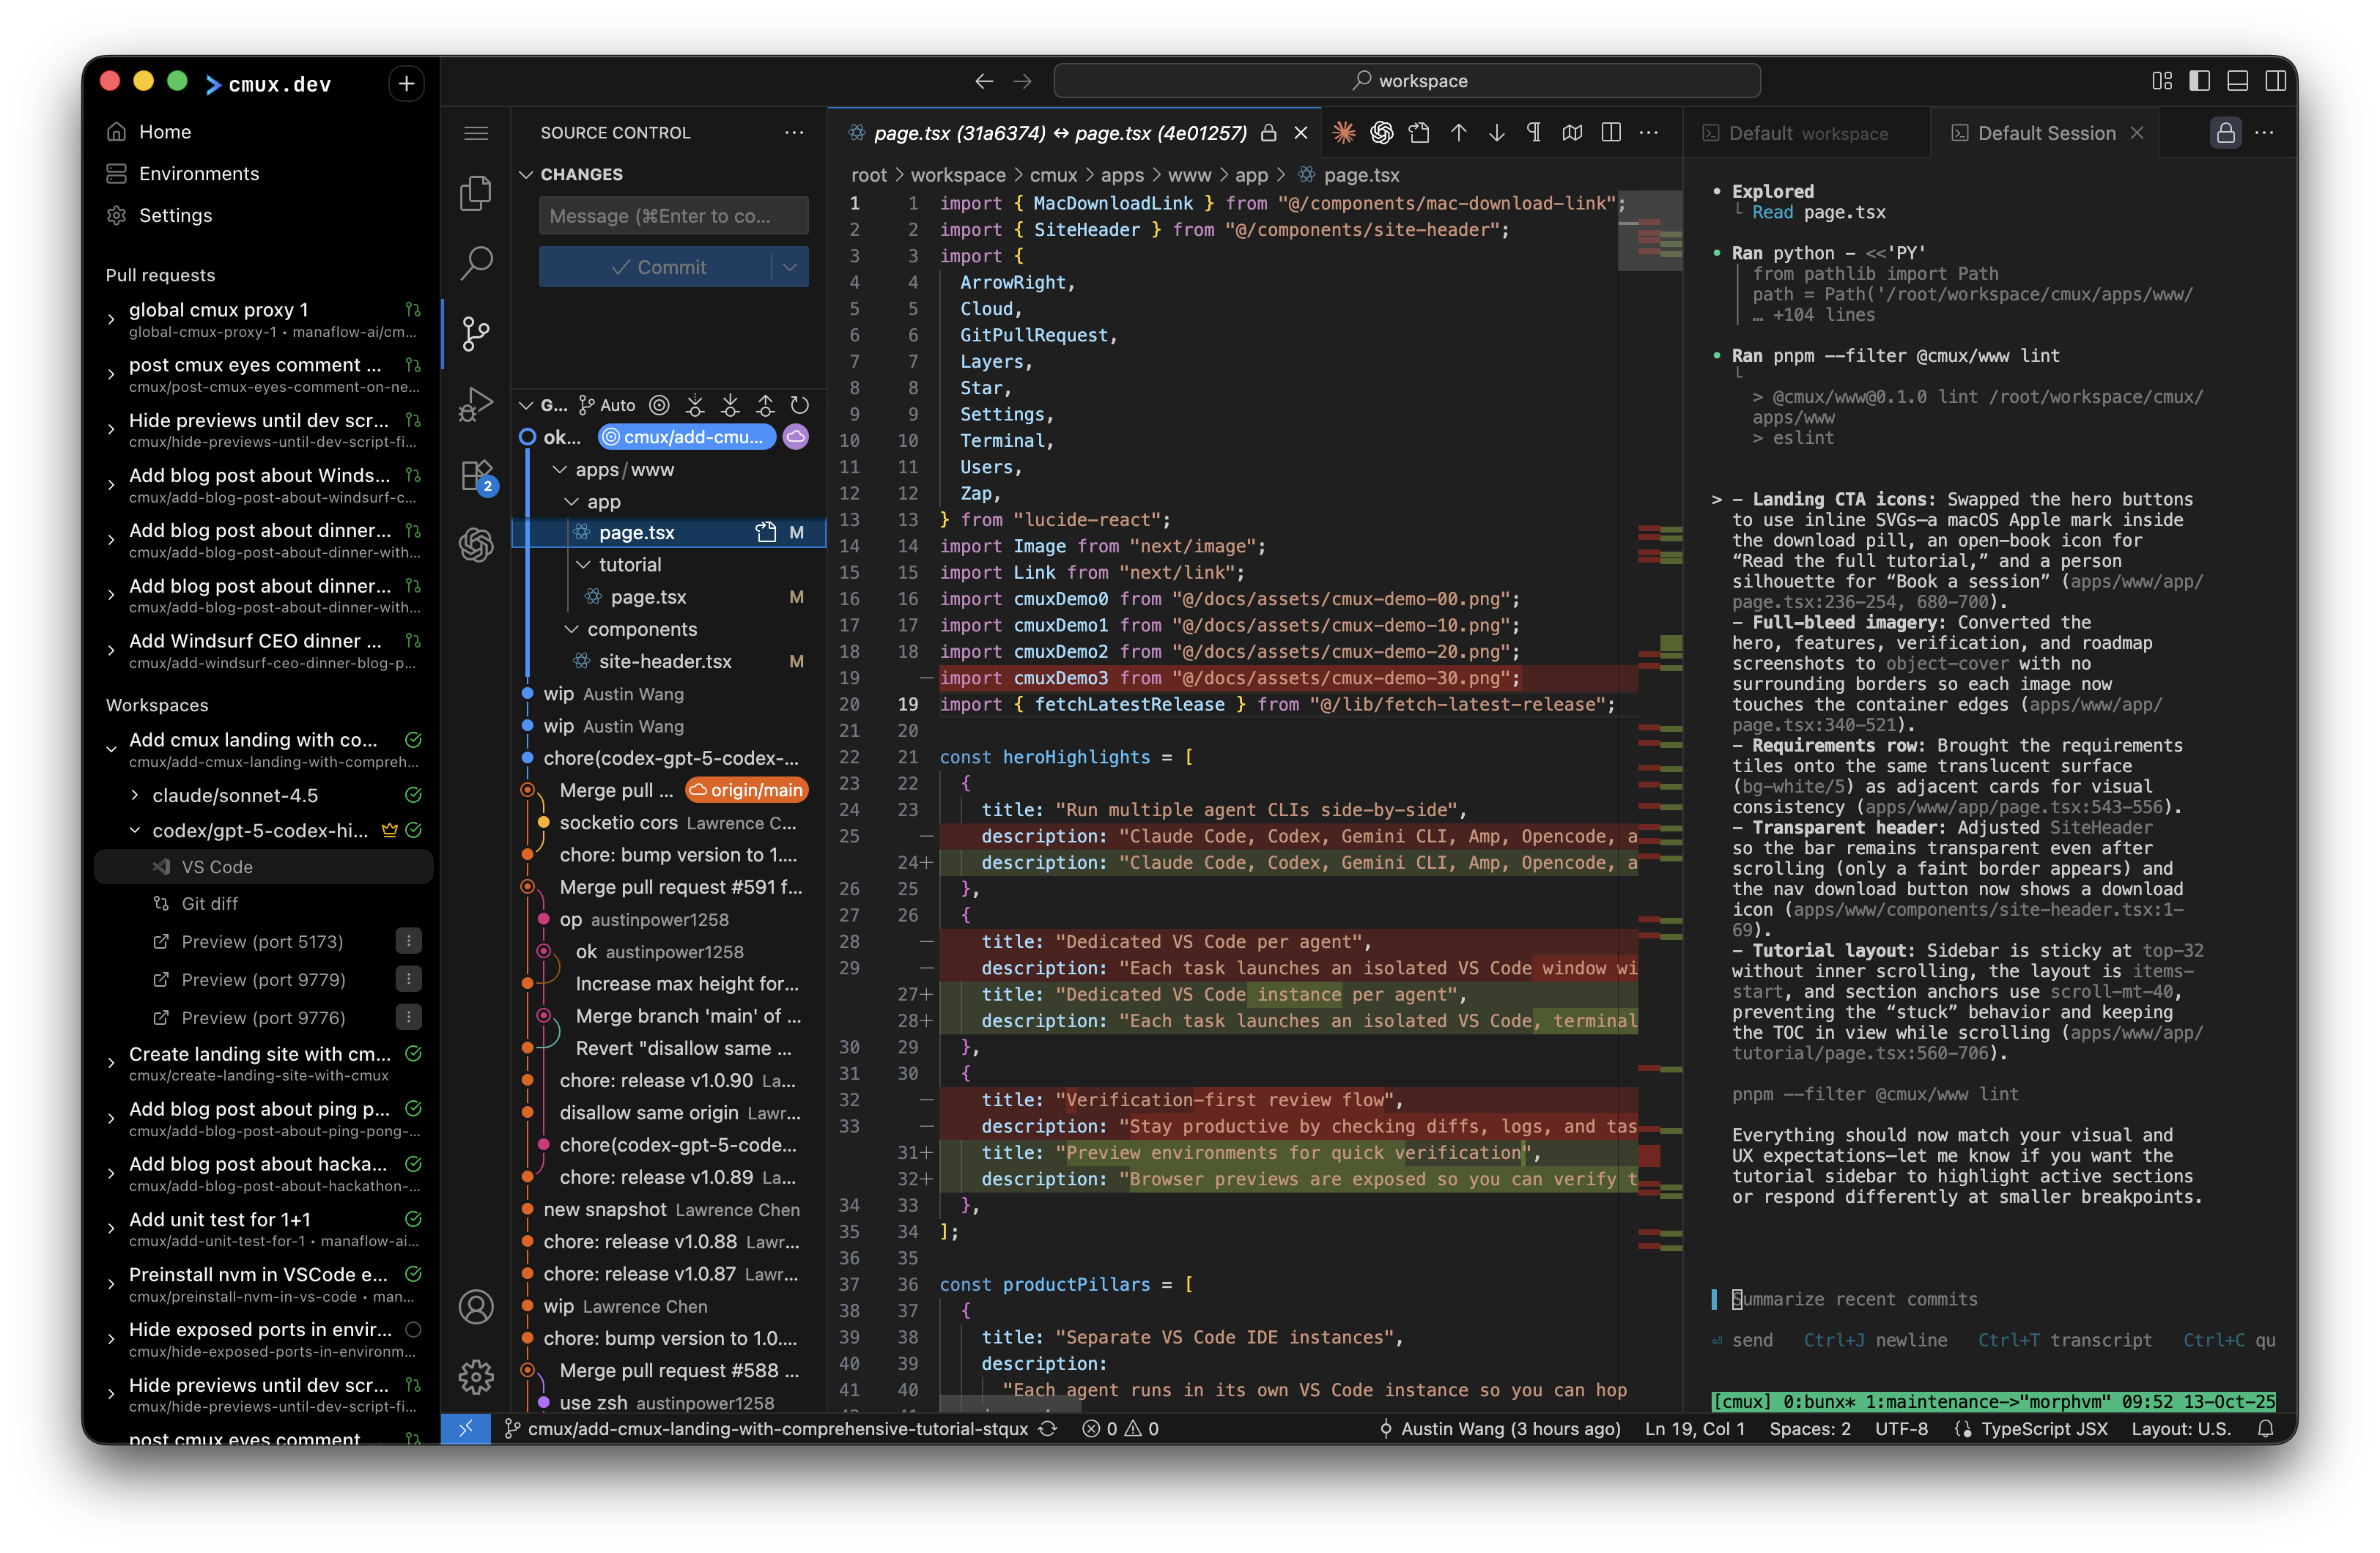 cmux.dev
Home
Environments
Settings
Pull requests
global cmux proxy 1
global-cmux-proxy-1 • manaflow-ai/cm...
post cmux eyes comment ...
cmux/post-cmux-eyes-comment-on-ne...
Hide previews until dev scr...
cmux/hide-previews-until-dev-script-fi...
Add blog post about Winds...
cmux/add-blog-post-about-windsurf-c...
Add blog post about dinner...
cmux/add-blog-post-about-dinner-with...
Add blog post about dinner...
cmux/add-blog-post-about-dinner-with...
Add Windsurf CEO dinner ...
cmux/add-windsurf-ceo-dinner-blog-p...
Workspaces
Add cmux landing with co...
cmux/add-cmux-landing-with-compreh...
claude/sonnet-4.5
codex/gpt-5-codex-hi...
VS Code
Git diff
Preview (port 5173)
Preview (port 9779)
Preview (port 9776)
Create landing site with cm...
cmux/create-landing-site-with-cmux
Add blog post about ping p...
cmux/add-blog-post-about-ping-pong-...
Add blog post about hacka...
cmux/add-blog-post-about-hackathon-...
Add unit test for 1+1
cmux/add-unit-test-for-1 • manaflow-ai...
Preinstall nvm in VSCode e...
cmux/preinstall-nvm-in-vs-code • man...
Hide exposed ports in envir...
cmux/hide-exposed-ports-in-environm...
Hide previews until dev scr...
cmux/hide-previews-until-dev-script-fi...
post cmux eyes comment
workspace
SOURCE CONTROL
CHANGES
Message (⌘Enter to co...
Commit
G... Auto
ok... cmux/add-cmu...
apps/www
app
page.tsx M
tutorial
page.tsx M
components
site-header.tsx M
wip Austin Wang
wip Austin Wang
chore(codex-gpt-5-codex-...
Merge pull ... origin/main
socketio cors Lawrence C...
chore: bump version to 1....
Merge pull request #591 f...
op austinpower1258
ok austinpower1258
Increase max height for...
Merge branch 'main' of ...
Revert "disallow same ...
chore: release v1.0.90 La...
disallow same origin Lawr...
chore(codex-gpt-5-code...
chore: release v1.0.89 La...
new snapshot Lawrence Chen
chore: release v1.0.88 Lawr...
chore: release v1.0.87 Lawr...
wip Lawrence Chen
chore: bump version to 1.0....
Merge pull request #588 ...
use zsh austinpower1258
2
page.tsx (31a6374) ↔ page.tsx (4e01257)
root > workspace > cmux > apps > www > app > page.tsx
1 1 import { MacDownloadLink } from "@/components/mac-download-link";
2 2 import { SiteHeader } from "@/components/site-header";
3 3 import {
4 4 ArrowRight,
5 5 Cloud,
6 6 GitPullRequest,
7 7 Layers,
8 8 Star,
9 9 Settings,
10 10 Terminal,
11 11 Users,
12 12 Zap,
13 13 } from "lucide-react";
14 14 import Image from "next/image";
15 15 import Link from "next/link";
16 16 import cmuxDemo0 from "@/docs/assets/cmux-demo-00.png";
17 17 import cmuxDemo1 from "@/docs/assets/cmux-demo-10.png";
18 18 import cmuxDemo2 from "@/docs/assets/cmux-demo-20.png";
19 — import cmuxDemo3 from "@/docs/assets/cmux-demo-30.png";
20 19 import { fetchLatestRelease } from "@/lib/fetch-latest-release";
21 20
22 21 const heroHighlights = [
23 22 {
24 23 title: "Run multiple agent CLIs side-by-side",
25 — description: "Claude Code, Codex, Gemini CLI, Amp, Opencode, a
24+ description: "Claude Code, Codex, Gemini CLI, Amp, Opencode, a
26 25 },
27 26 {
28 — title: "Dedicated VS Code per agent",
29 — description: "Each task launches an isolated VS Code window wi
27+ title: "Dedicated VS Code instance per agent",
28+ description: "Each task launches an isolated VS Code, terminal
30 29 },
31 30 {
32 — title: "Verification-first review flow",
33 — description: "Stay productive by checking diffs, logs, and tas
31+ title: "Preview environments for quick verification",
32+ description: "Browser previews are exposed so you can verify t
34 33 },
35 34 ];
36 35
37 36 const productPillars = [
38 37 {
39 38 title: "Separate VS Code IDE instances",
40 39 description:
41 40 "Each agent runs in its own VS Code instance so you can hop
Default workspace
Default Session
• Explored
└ Read page.tsx
• Ran python - <<'PY'
│ from pathlib import Path
│ path = Path('/root/workspace/cmux/apps/www/
│ … +104 lines
• Ran pnpm --filter @cmux/www lint
└
> @cmux/www@0.1.0 lint /root/workspace/cmux/
apps/www
> eslint
> - Landing CTA icons: Swapped the hero buttons
to use inline SVGs—a macOS Apple mark inside
the download pill, an open-book icon for
“Read the full tutorial,” and a person
silhouette for “Book a session” (apps/www/app/
page.tsx:236-254, 680-700).
- Full-bleed imagery: Converted the
hero, features, verification, and roadmap
screenshots to object-cover with no
surrounding borders so each image now
touches the container edges (apps/www/app/
page.tsx:340-521).
- Requirements row: Brought the requirements
tiles onto the same translucent surface
(bg-white/5) as adjacent cards for visual
consistency (apps/www/app/page.tsx:543-556).
- Transparent header: Adjusted SiteHeader
so the bar remains transparent even after
scrolling (only a faint border appears) and
the nav download button now shows a download
icon (apps/www/components/site-header.tsx:1-
69).
- Tutorial layout: Sidebar is sticky at top-32
without inner scrolling, the layout is items-
start, and section anchors use scroll-mt-40,
preventing the “stuck” behavior and keeping
the TOC in view while scrolling (apps/www/app/
tutorial/page.tsx:560-706).
pnpm --filter @cmux/www lint
Everything should now match your visual and
UX expectations—let me know if you want the
tutorial sidebar to highlight active sections
or respond differently at smaller breakpoints.
Summarize recent commits
⏎ send Ctrl+J newline Ctrl+T transcript Ctrl+C qu
[cmux] 0:bunx* 1:maintenance->"morphvm" 09:52 13-Oct-25
cmux/add-cmux-landing-with-comprehensive-tutorial-stqux 0 0 Austin Wang (3 hours ago) Ln 19, Col 1 Spaces: 2 UTF-8 TypeScript JSX Layout: U.S.